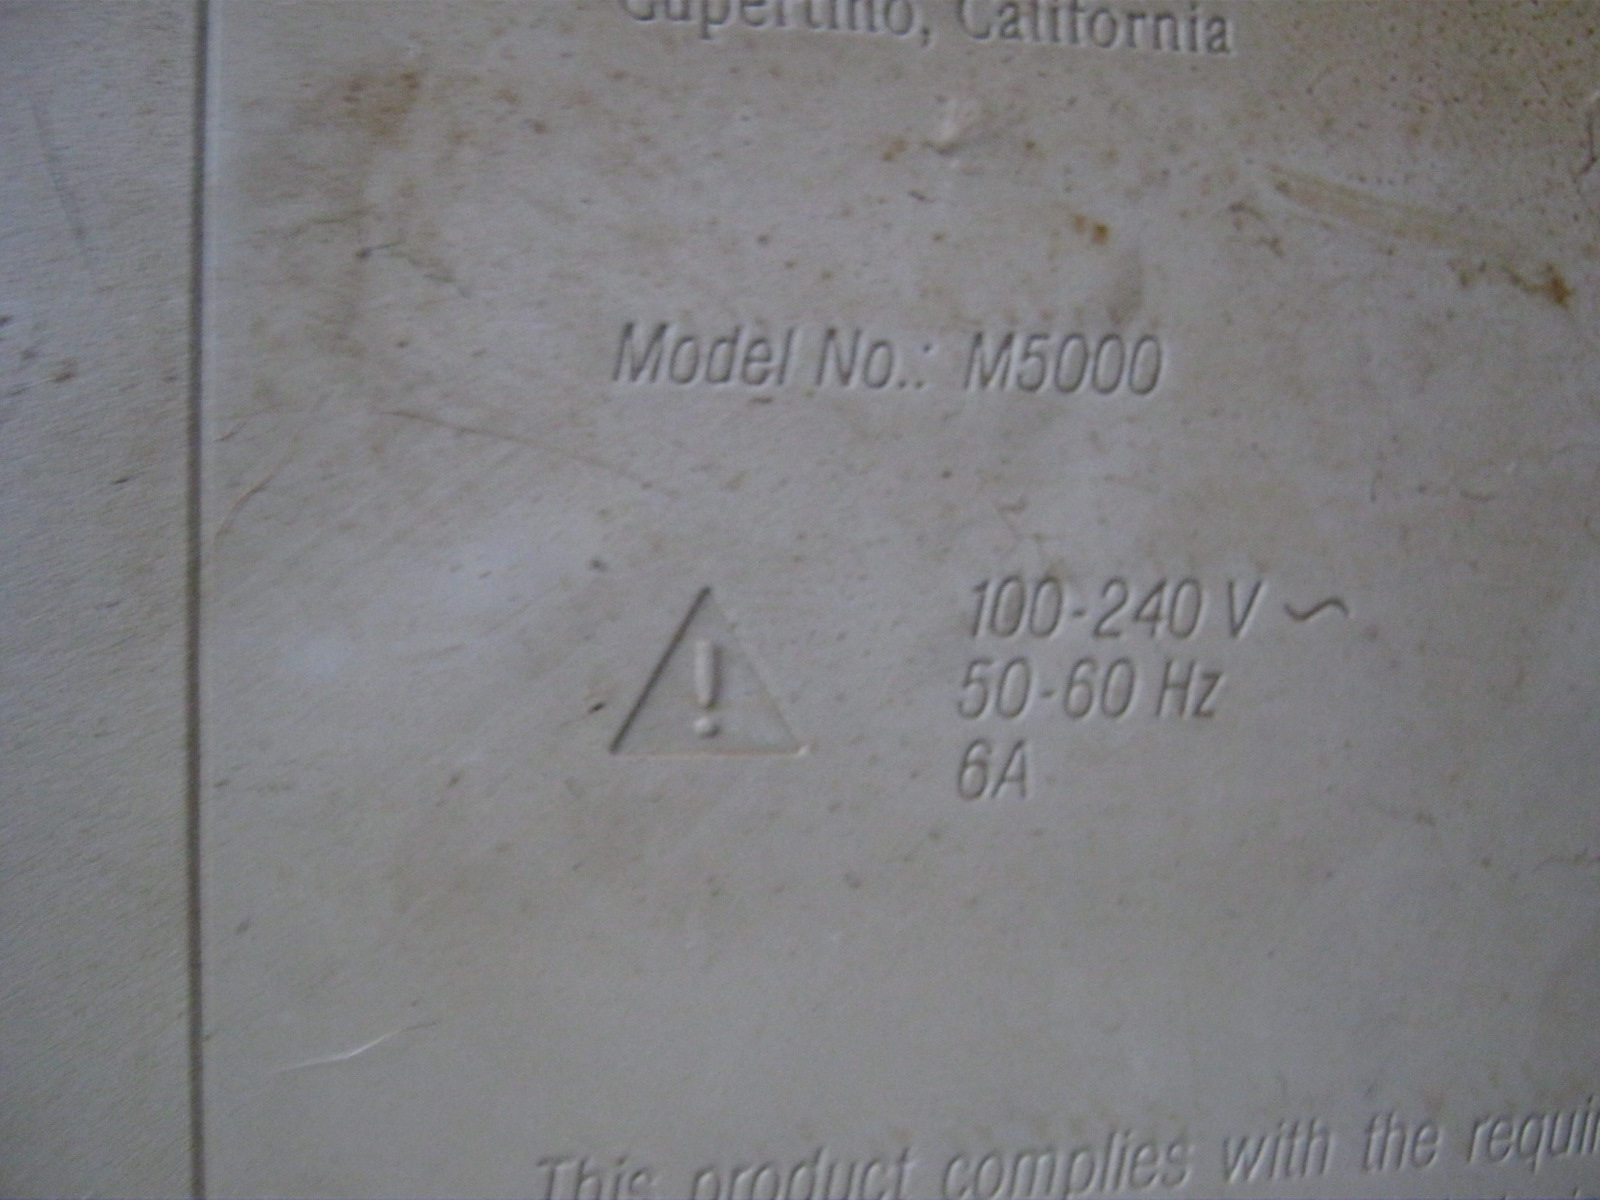 Cupertino, California
Model No.: M5000
!
100-240 V ~
50-60 Hz
6A
This product complies with the